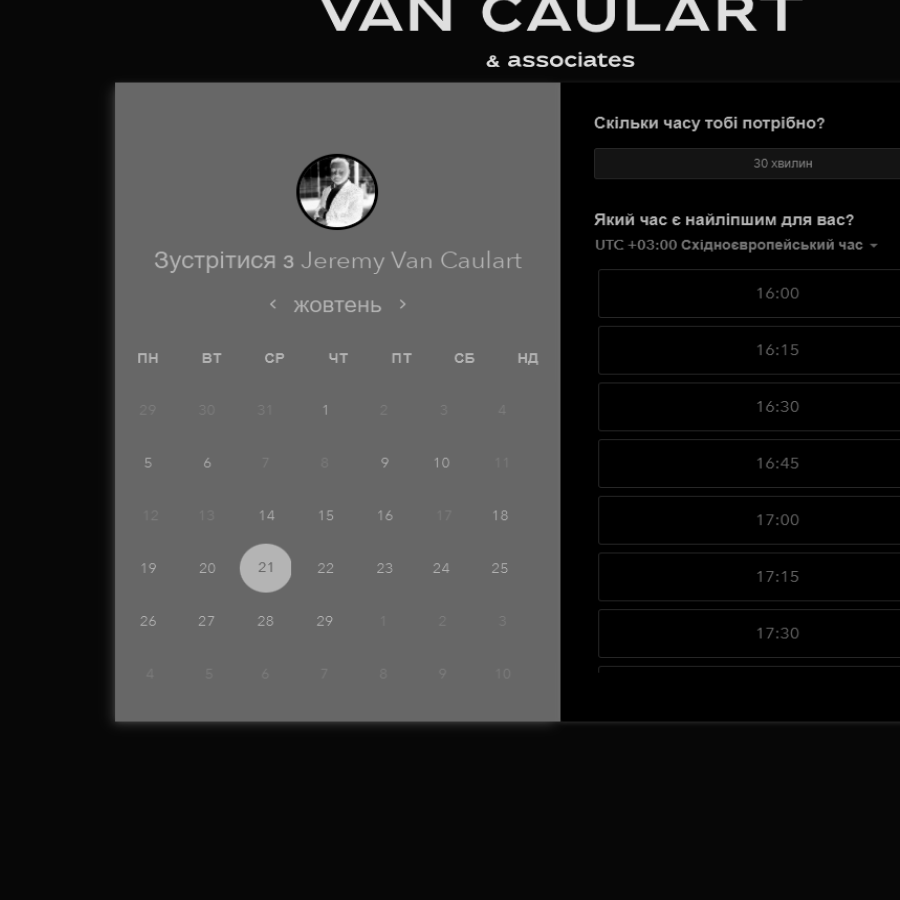 VAN CAULART
& associates
Зустрітися з Jeremy Van Caulart
жовтень
ПН ВТ СР ЧТ ПТ СБ НД
29 30 31 1 2 3 4
5 6 7 8 9 10 11
12 13 14 15 16 17 18
19 20 21 22 23 24 25
26 27 28 29 1 2 3
4 5 6 7 8 9 10
Скільки часу тобі потрібно?
30 хвилин
Який час є найліпшим для вас?
UTC +03:00 Східноєвропейський час
16:00
16:15
16:30
16:45
17:00
17:15
17:30